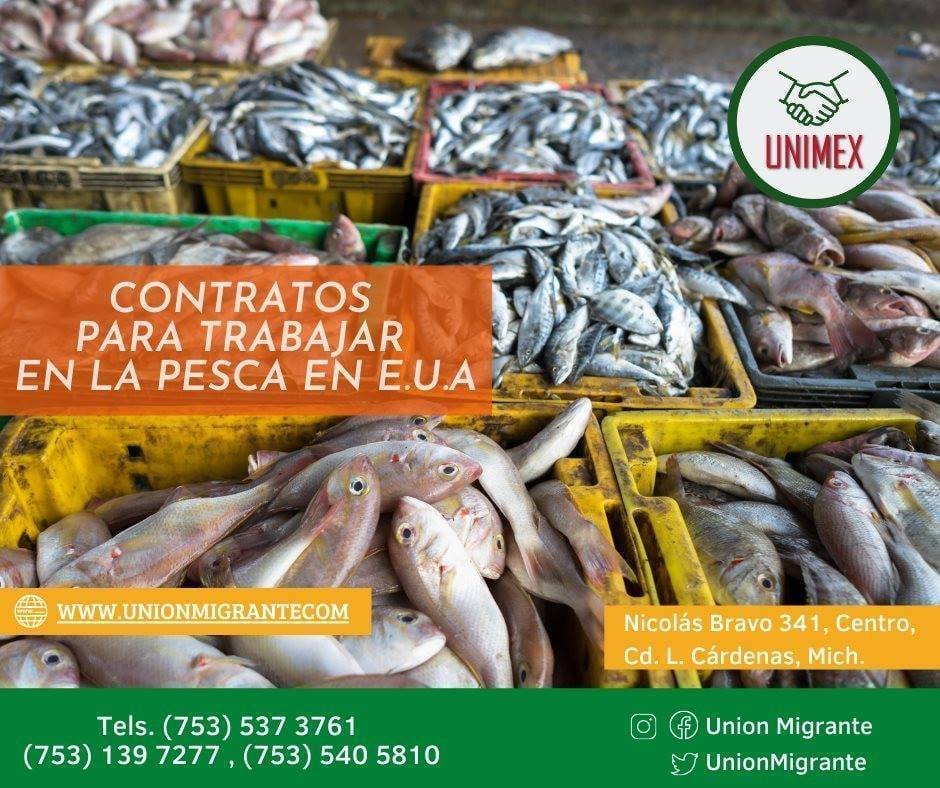 UNIMEX
CONTRATOS
PARA TRABAJAR
EN LA PESCA EN E.U.A
WWW.UNIONMIGRANTECOM
Nicolás Bravo 341, Centro,
Cd. L. Cárdenas, Mich.
Tels. (753) 537 3761
(753) 139 7277 , (753) 540 5810
Union Migrante
UnionMigrante